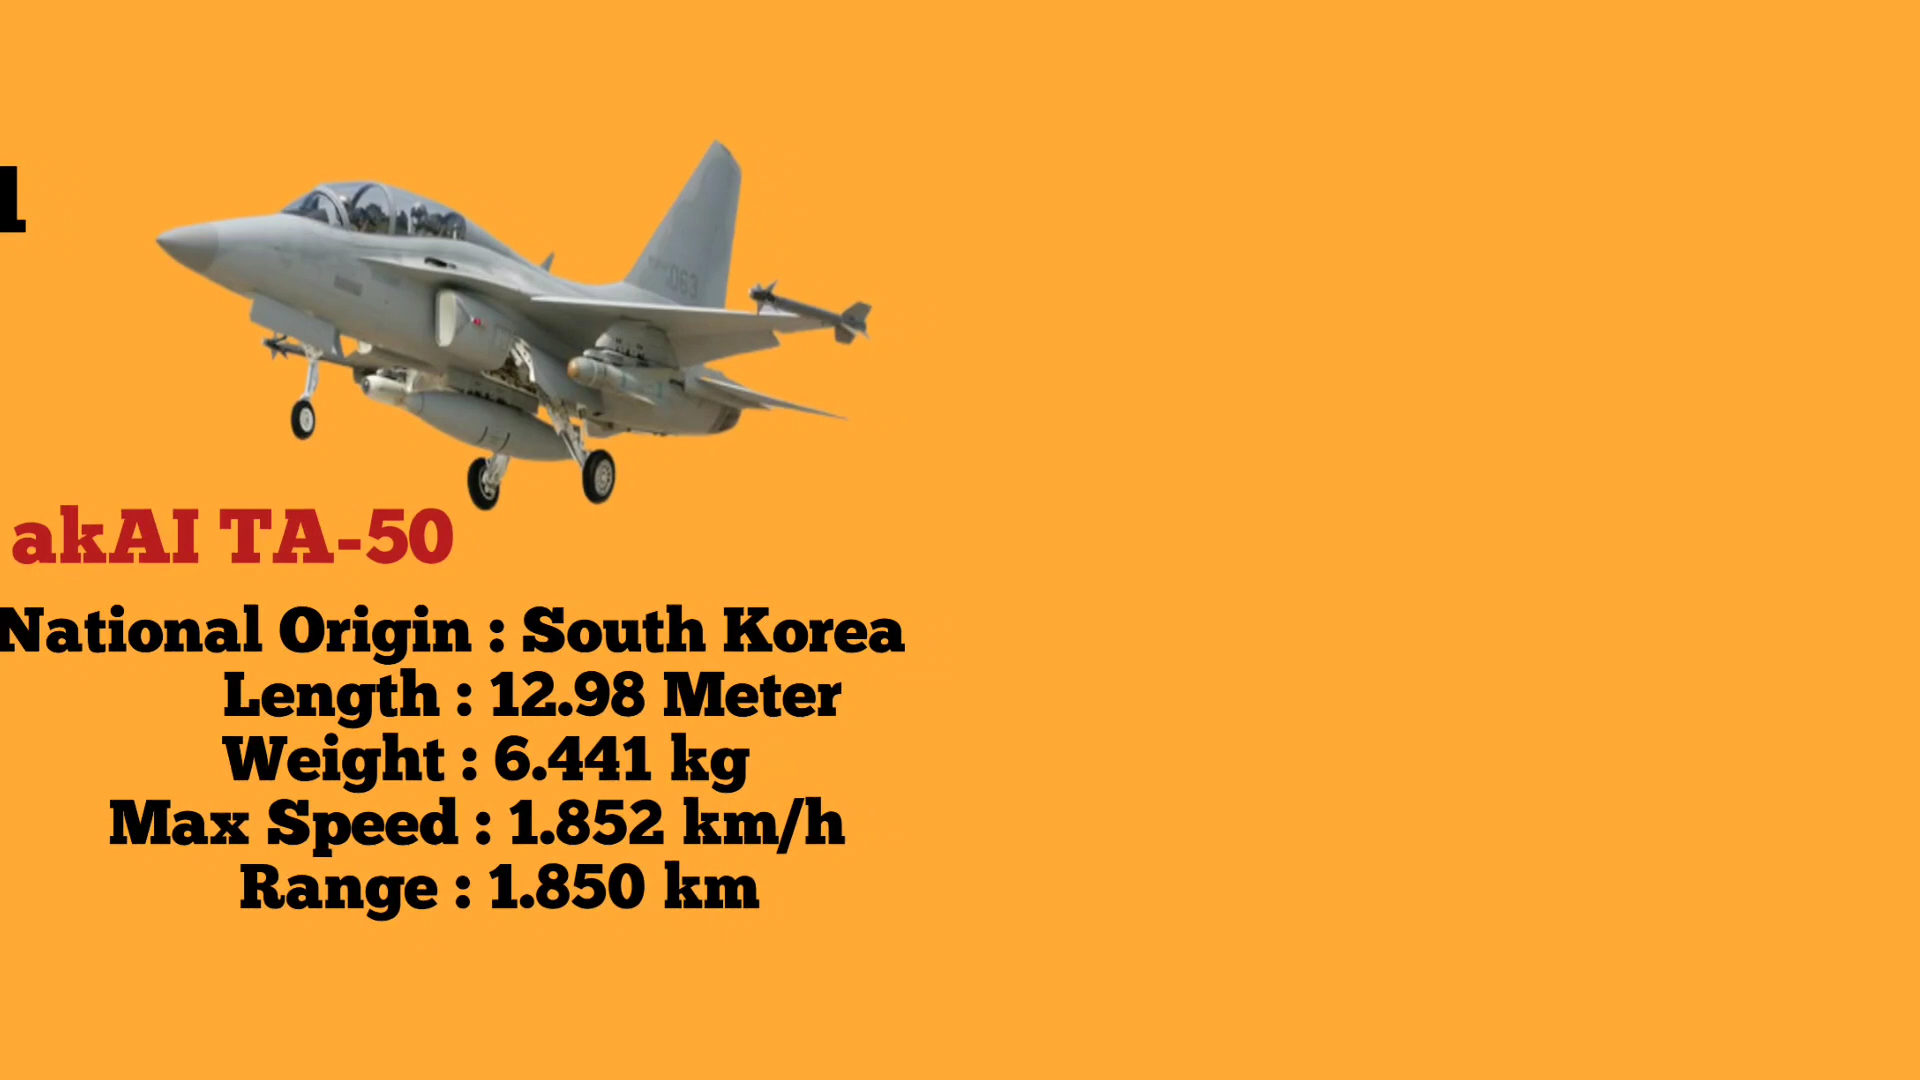 063
akAI TA-50
National Origin : South Korea
Length : 12.98 Meter
Weight : 6.441 kg
Max Speed : 1.852 km/h
Range : 1.850 km